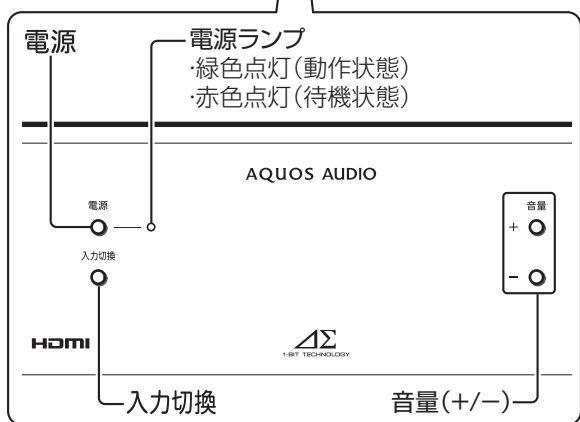 電源
電源ランプ
·緑色点灯(動作状態)
·赤色点灯(待機状態)
AQUOS AUDIO
電源
音量
+
入力切換
−
HDMI
ΔΣ
1-BIT TECHNOLOGY
入力切換
音量(+/−)